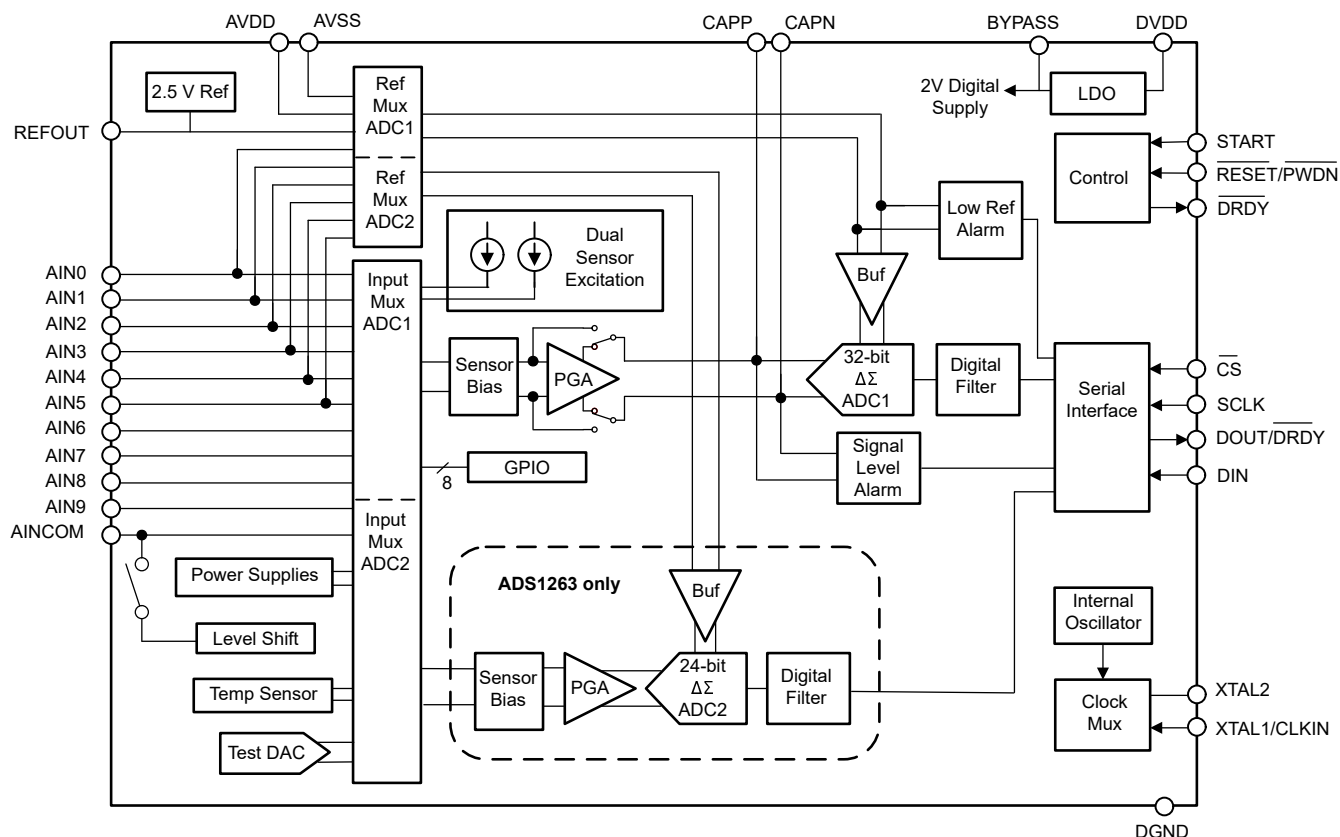 AVDD
AVSS
CAPP
CAPN
BYPASS
DVDD
2.5 V Ref
Ref
Mux
ADC1
2V Digital
Supply
LDO
REFOUT
START
RESET/PWDN
DRDY
Control
Ref
Mux
ADC2
Low Ref
Alarm
Dual
Sensor
Excitation
Buf
AIN0
AIN1
AIN2
AIN3
AIN4
AIN5
AIN6
AIN7
AIN8
AIN9
AINCOM
Input
Mux
ADC1
Sensor
Bias
PGA
32-bit
ΔΣ
ADC1
Digital
Filter
Serial
Interface
CS
SCLK
DOUT/DRDY
DIN
8
GPIO
Signal
Level
Alarm
Input
Mux
ADC2
Power Supplies
Level Shift
Temp Sensor
Test DAC
ADS1263 only
Buf
Sensor
Bias
PGA
24-bit
ΔΣ
ADC2
Digital
Filter
Internal
Oscillator
Clock
Mux
XTAL2
XTAL1/CLKIN
DGND